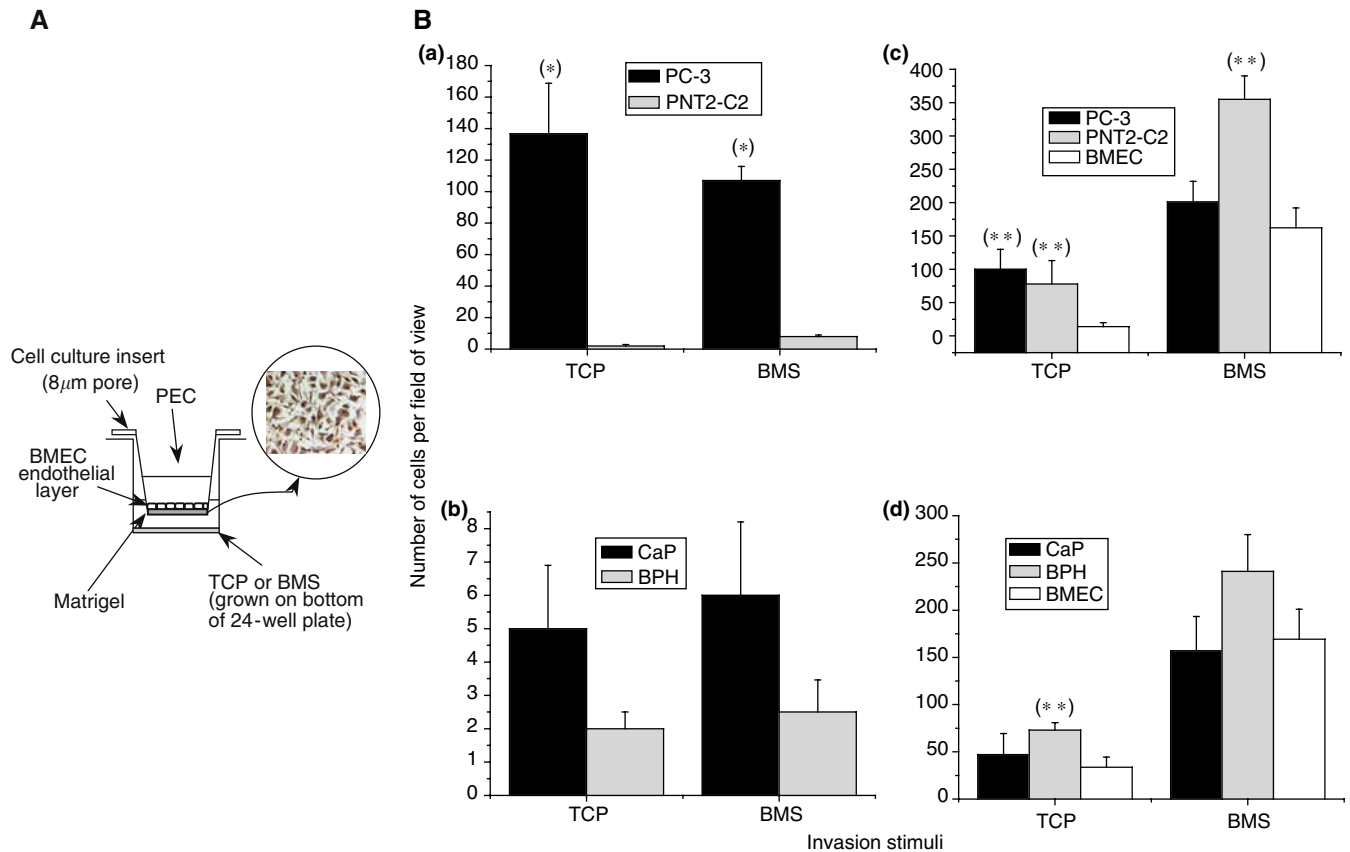 A
Cell culture insert
(8μm pore)
PEC
BMEC
endothelial
layer
Matrigel
TCP or BMS
(grown on bottom
of 24-well plate)
B
Number of cells per field of view
(a)
180
160
140
120
100
80
60
40
20
0
(*)
(*)
PC-3
PNT2-C2
TCP
BMS
(c)
400
350
300
250
200
150
100
50
0
(**)
(**)
(**)
PC-3
PNT2-C2
BMEC
TCP
BMS
(b)
8
7
6
5
4
3
2
1
0
CaP
BPH
TCP
BMS
(d)
300
250
200
150
100
50
0
(**)
CaP
BPH
BMEC
TCP
BMS
Invasion stimuli